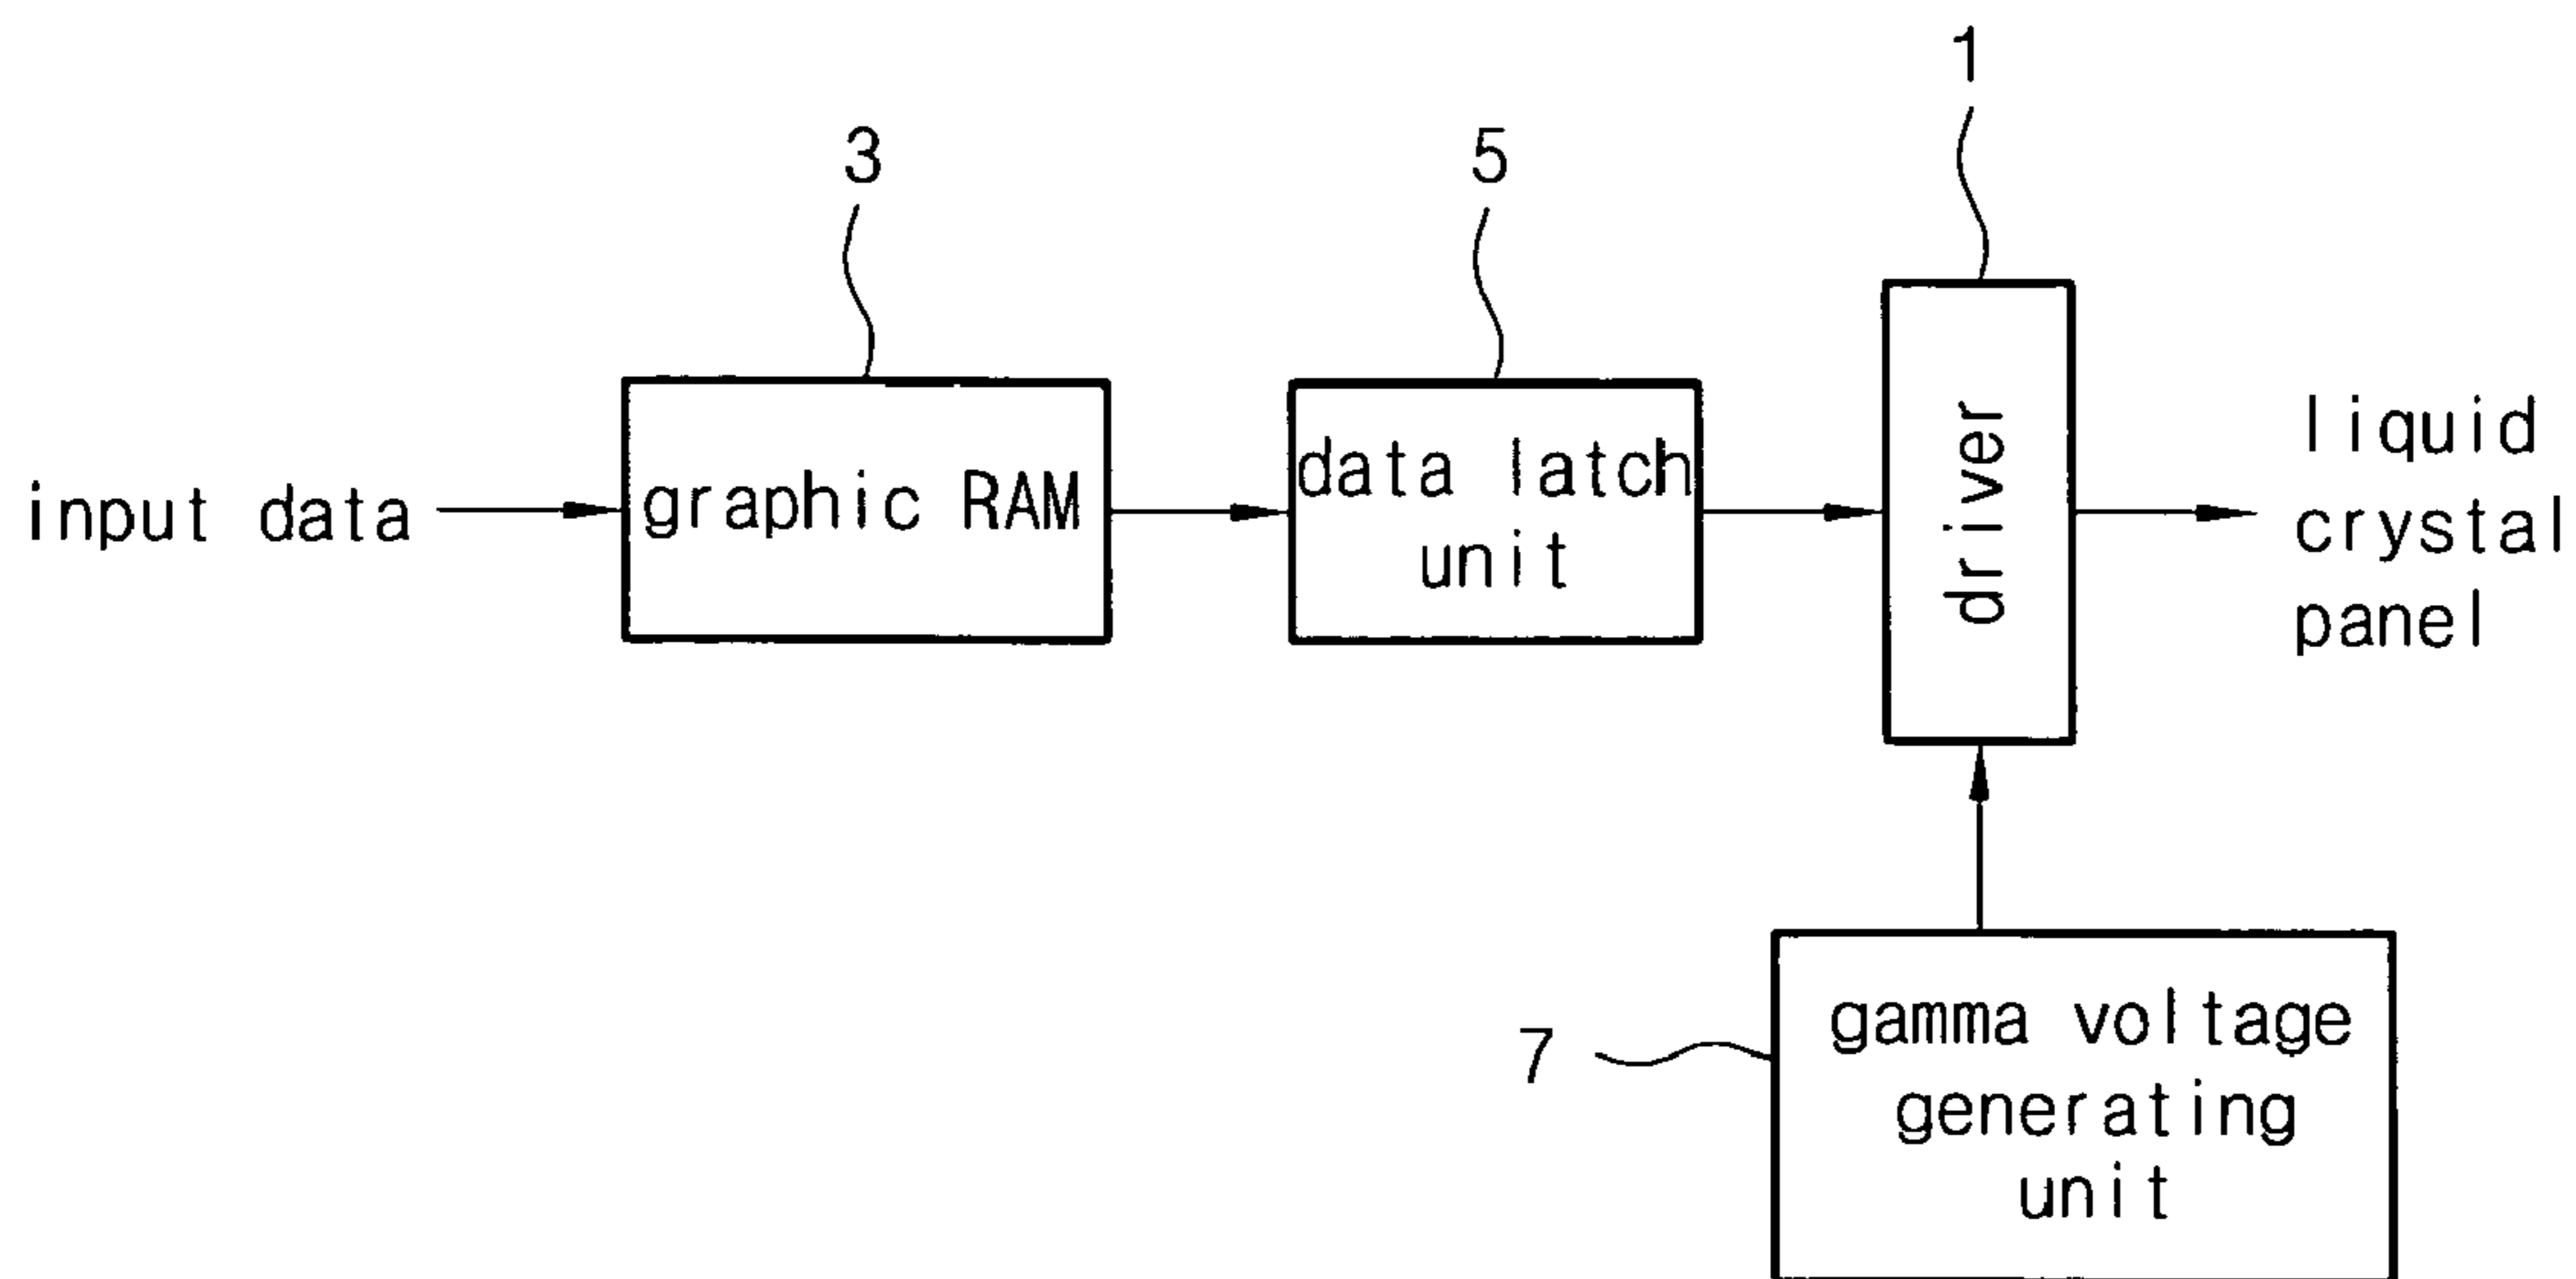 1
3
5
input data
graphic RAM
data latch
unit
driver
liquid
crystal
panel
7
gamma voltage
generating
unit